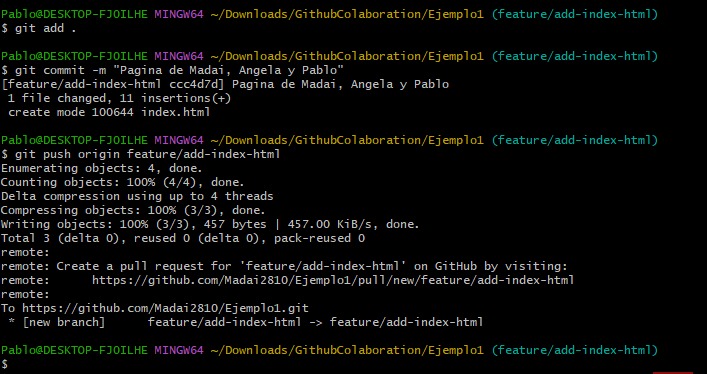 Pablo@DESKTOP-FJOILHE MINGW64 ~/Downloads/GithubColaboration/Ejemplo1 (feature/add-index-html)
$ git add .
Pablo@DESKTOP-FJOILHE MINGW64 ~/Downloads/GithubColaboration/Ejemplo1 (feature/add-index-html)
$ git commit -m "Pagina de Madai, Angela y Pablo"
[feature/add-index-html ccc4d7d] Pagina de Madai, Angela y Pablo
1 file changed, 11 insertions(+)
create mode 100644 index.html
Pablo@DESKTOP-FJOILHE MINGW64 ~/Downloads/GithubColaboration/Ejemplo1 (feature/add-index-html)
$ git push origin feature/add-index-html
Enumerating objects: 4, done.
Counting objects: 100% (4/4), done.
Delta compression using up to 4 threads
Compressing objects: 100% (3/3), done.
Writing objects: 100% (3/3), 457 bytes | 457.00 KiB/s, done.
Total 3 (delta 0), reused 0 (delta 0), pack-reused 0
remote:
remote: Create a pull request for 'feature/add-index-html' on GitHub by visiting:
remote:      https://github.com/Madai2810/Ejemplo1/pull/new/feature/add-index-html
remote:
To https://github.com/Madai2810/Ejemplo1.git
* [new branch]      feature/add-index-html -> feature/add-index-html
Pablo@DESKTOP-FJOILHE MINGW64 ~/Downloads/GithubColaboration/Ejemplo1 (feature/add-index-html)
$